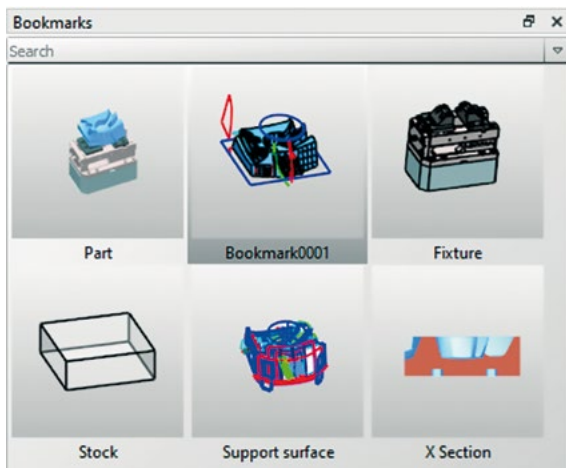 Bookmarks
Search
Part
Bookmark0001
Fixture
Stock
Support surface
X Section